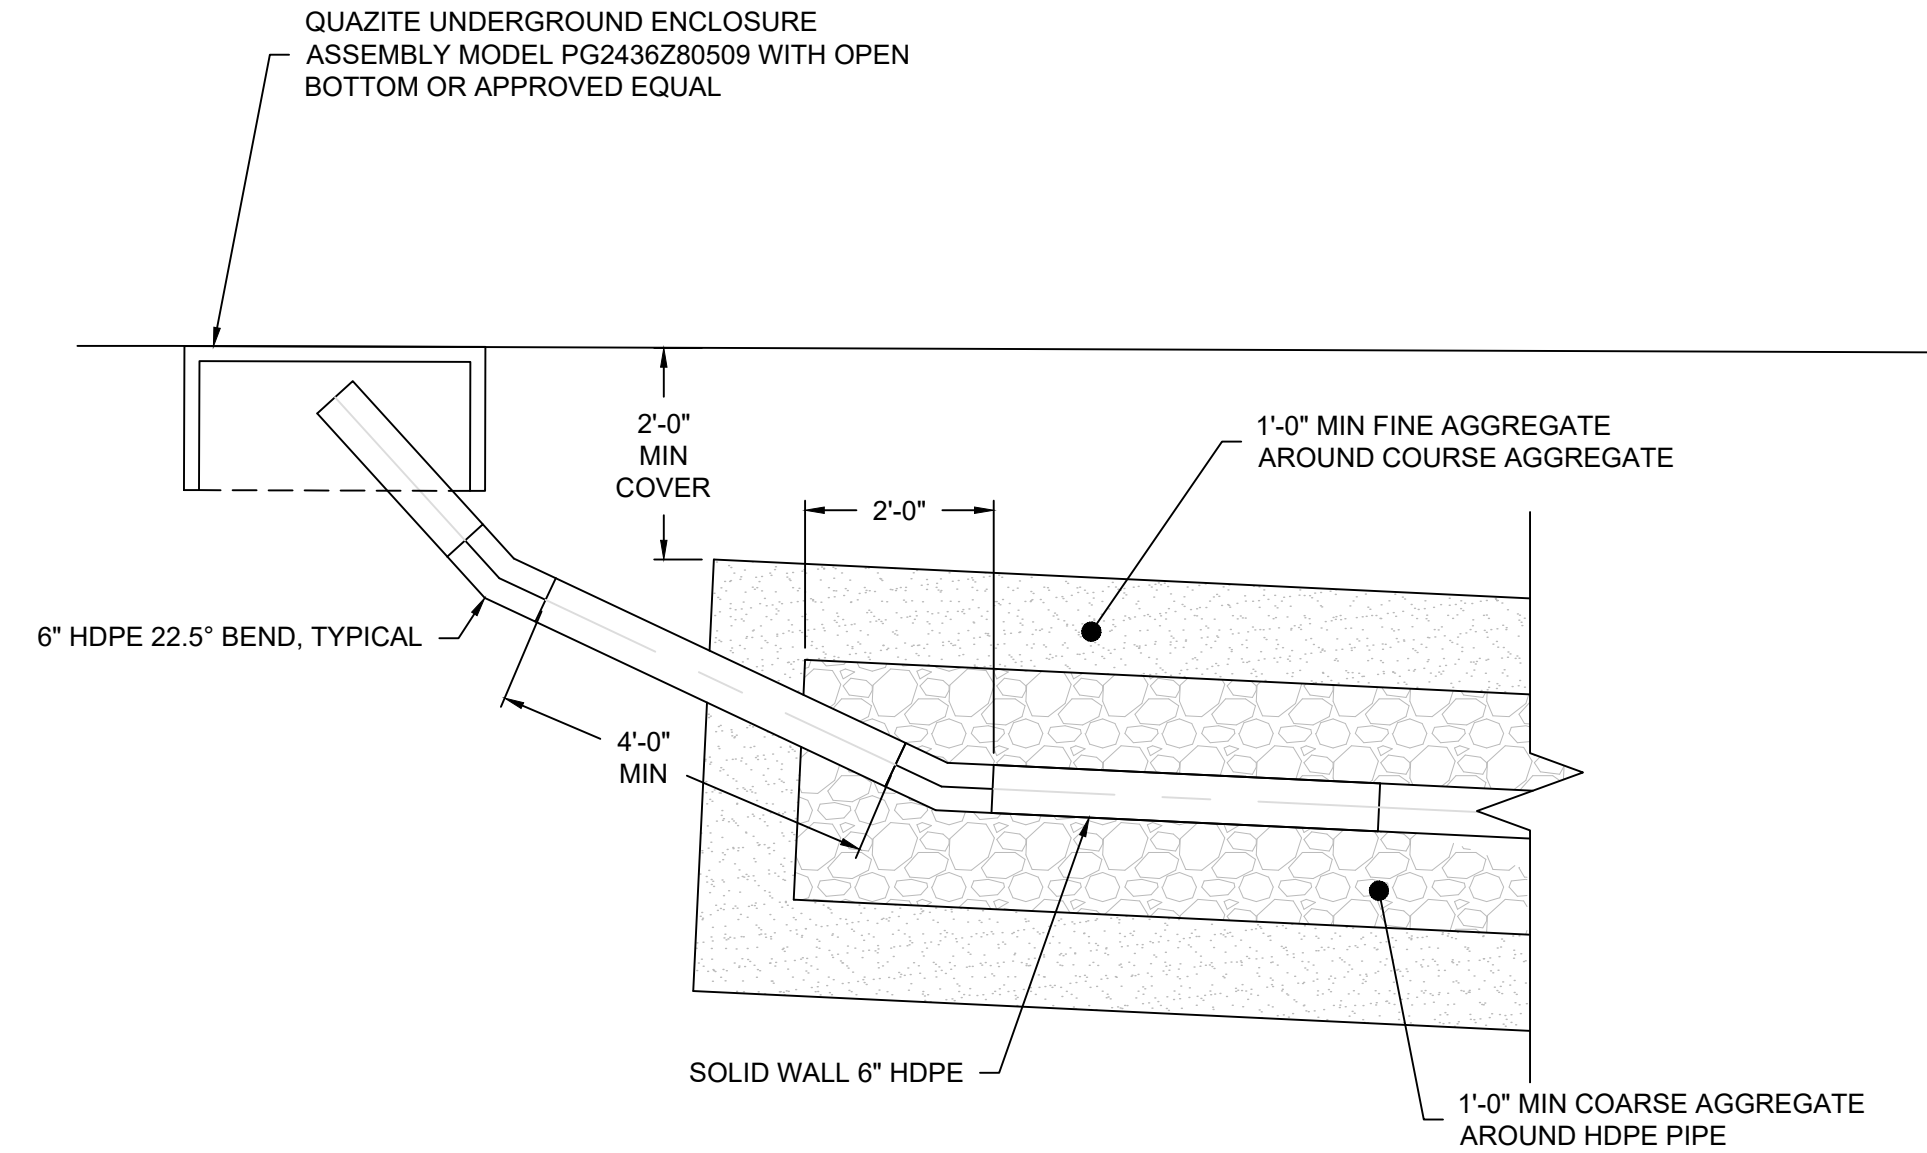 QUAZITE UNDERGROUND ENCLOSURE
ASSEMBLY MODEL PG2436Z80509 WITH OPEN
BOTTOM OR APPROVED EQUAL
2'-0"
MIN
COVER
1'-0" MIN FINE AGGREGATE
AROUND COURSE AGGREGATE
2'-0"
6" HDPE 22.5° BEND, TYPICAL
4'-0"
MIN
SOLID WALL 6" HDPE
1'-0" MIN COARSE AGGREGATE
AROUND HDPE PIPE